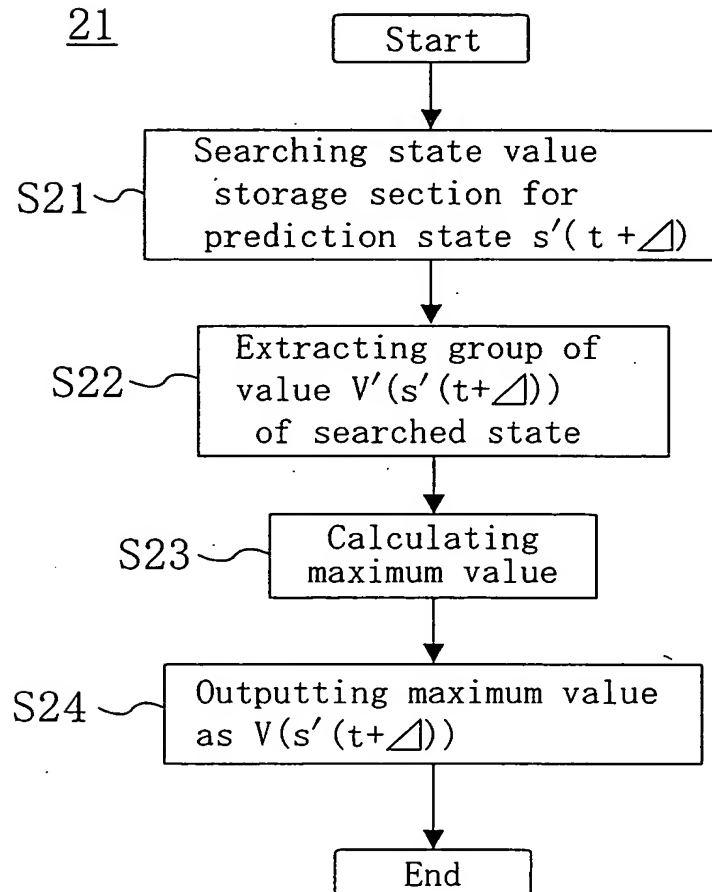 21
Start
S21
Searching state value
storage section for
prediction state s′(t+⊿)
S22
Extracting group of
value V′(s′(t+⊿))
of searched state
S23
Calculating
maximum value
S24
Outputting maximum value
as V(s′(t+⊿))
End